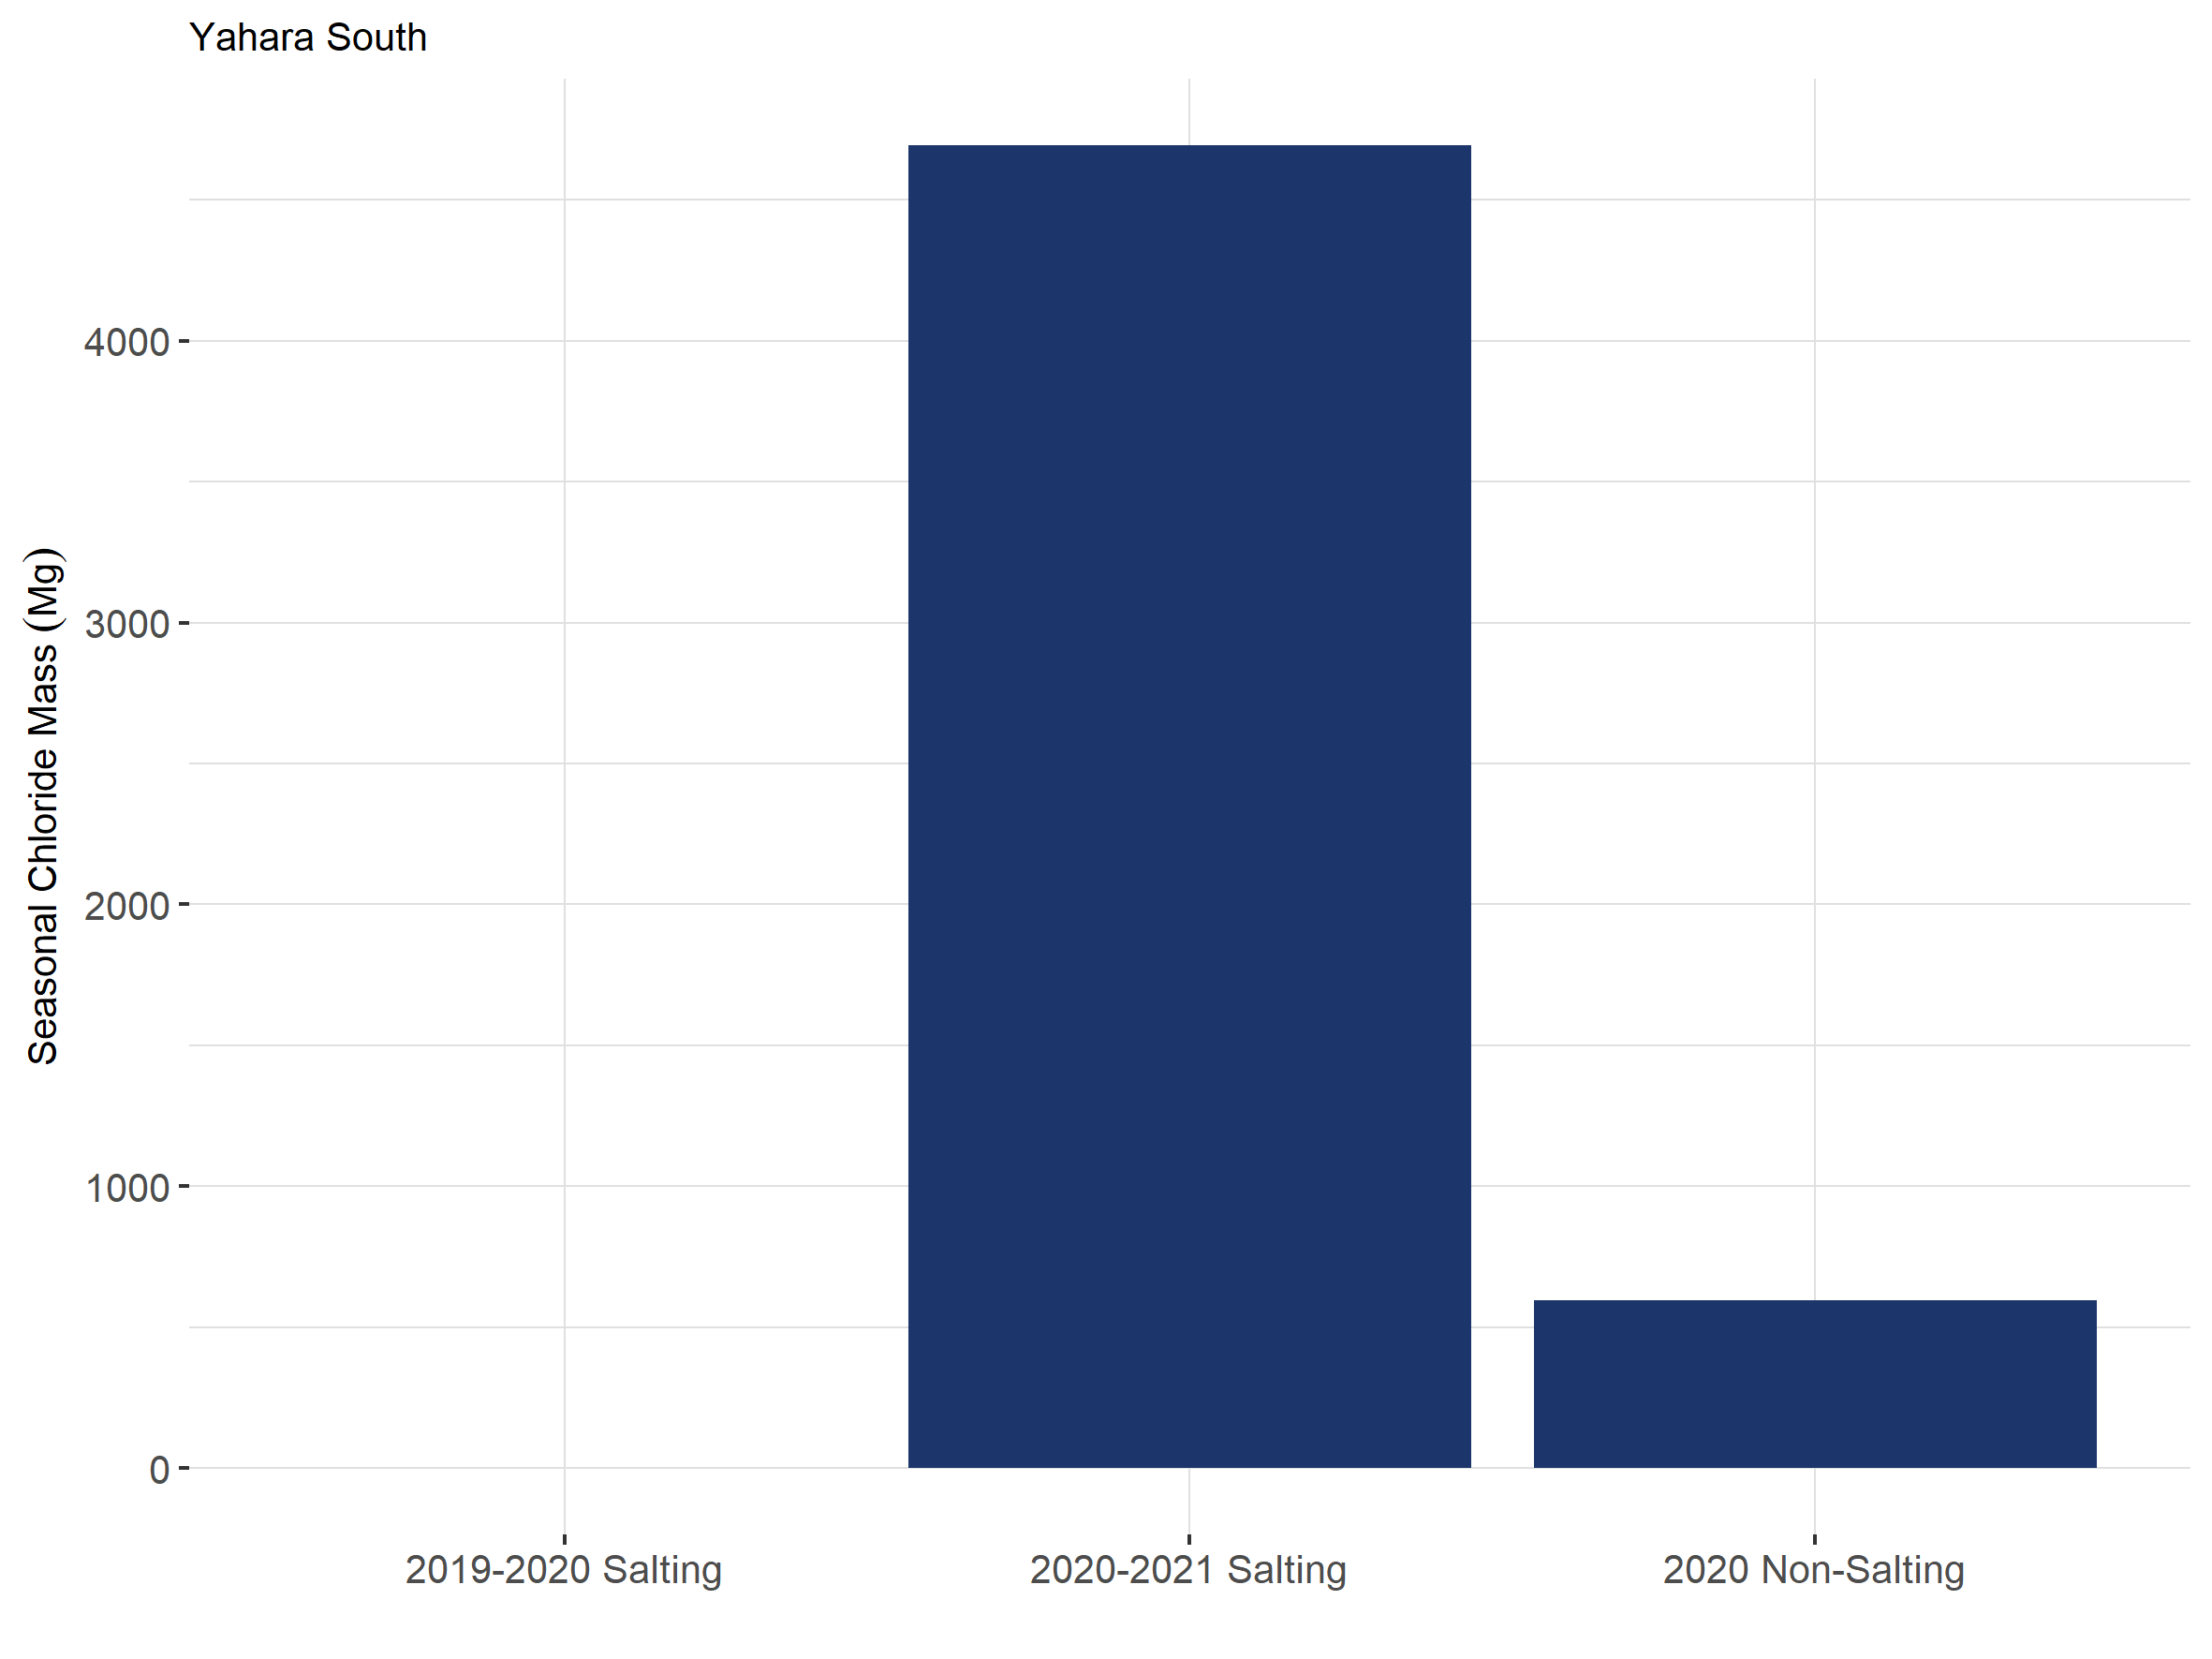 Yahara South
Seasonal Chloride Mass (Mg)
4000
3000
2000
1000
0
2019-2020 Salting
2020-2021 Salting
2020 Non-Salting